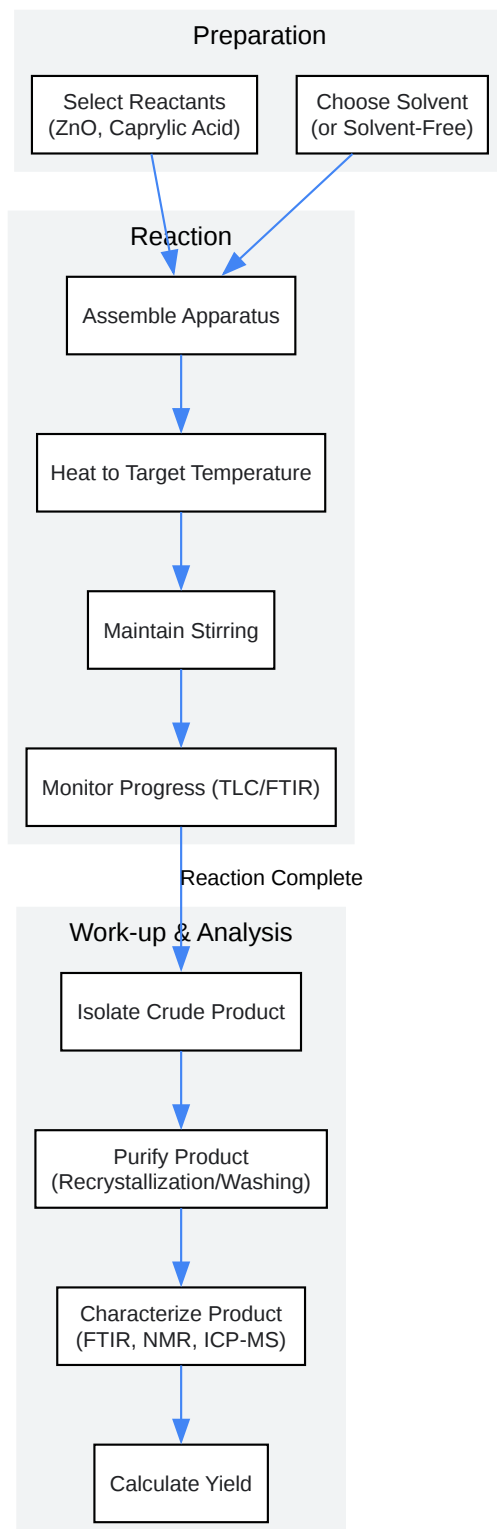 Preparation
Select Reactants
(ZnO, Caprylic Acid)
Choose Solvent
(or Solvent-Free)
Reaction
Assemble Apparatus
Heat to Target Temperature
Maintain Stirring
Monitor Progress (TLC/FTIR)
Reaction Complete
Work-up & Analysis
Isolate Crude Product
Purify Product
(Recrystallization/Washing)
Characterize Product
(FTIR, NMR, ICP-MS)
Calculate Yield